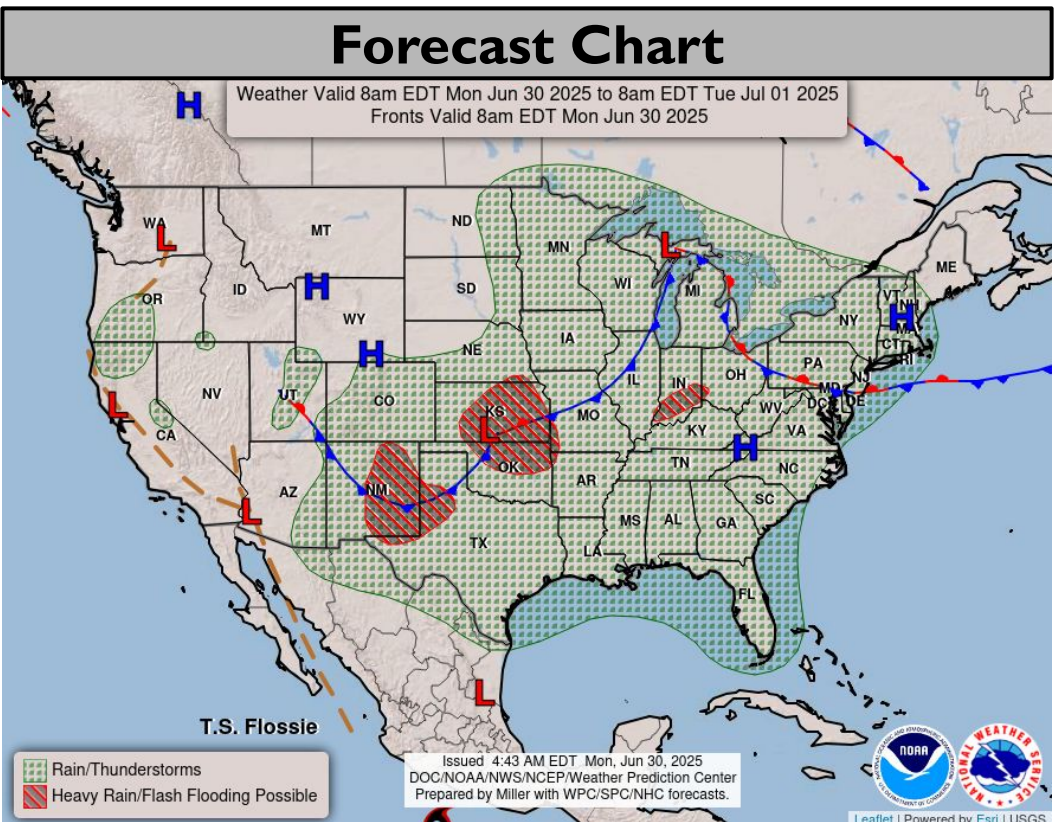 Forecast Chart
Weather Valid 8am EDT Mon Jun 30 2025 to 8am EDT Tue Jul 01 2025
Fronts Valid 8am EDT Mon Jun 30 2025
H
WA
L
MT
ND
MN
L
ME
OR
ID
H
SD
WI
MI
VT
NH
H
WY
NY
MA
H
NE
IA
CT
RI
PA
NJ
L
NV
UT
CO
KS
IL
IN
OH
MD
DE
DC
CA
L
MO
WV
KY
VA
H
OK
TN
NC
AZ
NM
AR
SC
L
MS
AL
GA
TX
LA
FL
L
T.S. Flossie
Rain/Thunderstorms
Heavy Rain/Flash Flooding Possible
Issued 4:43 AM EDT Mon, Jun 30, 2025
DOC/NOAA/NWS/NCEP/Weather Prediction Center
Prepared by Miller with WPC/SPC/NHC forecasts.
NOAA
NATIONAL WEATHER SERVICE
Leaflet | Powered by Esri | USGS